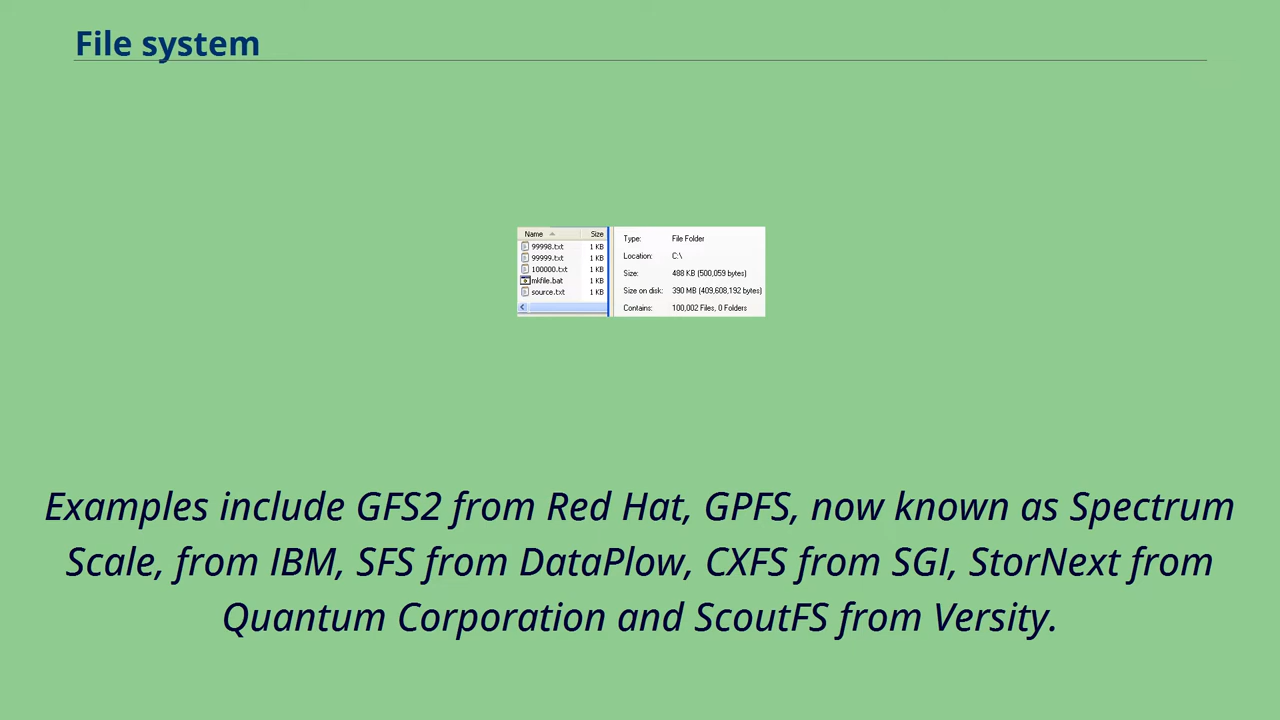 File system
Name Size
99998.txt 1 KB
99999.txt 1 KB
100000.txt 1 KB
mkfile.bat 1 KB
source.txt 1 KB
Type: File Folder
Location: C:\
Size: 488 KB (500,059 bytes)
Size on disk: 390 MB (409,608,192 bytes)
Contains: 100,002 Files, 0 Folders
Examples include GFS2 from Red Hat, GPFS, now known as Spectrum
Scale, from IBM, SFS from DataPlow, CXFS from SGI, StorNext from
Quantum Corporation and ScoutFS from Versity.